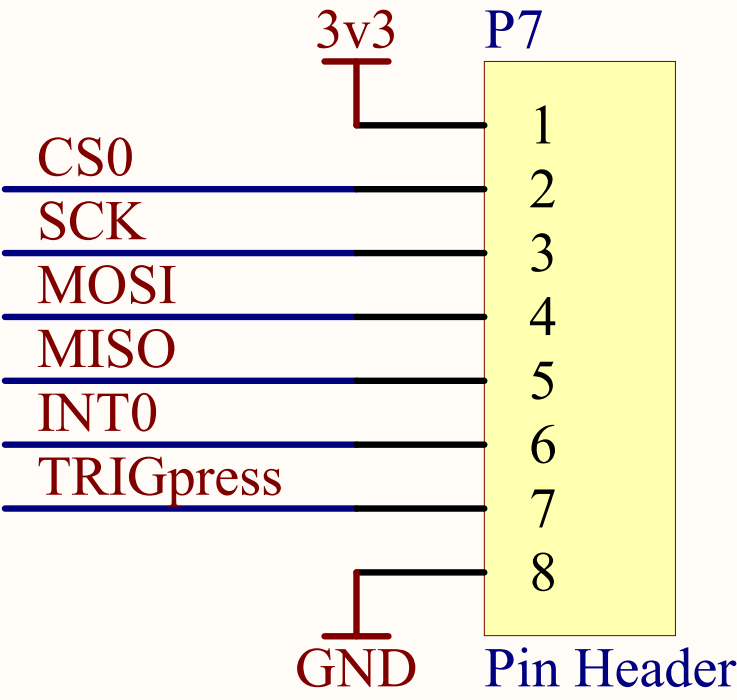 3v3 P7
1
CS0
2
SCK
3
MOSI
4
MISO
5
INT0
6
TRIGpress
7
8
GND Pin Header